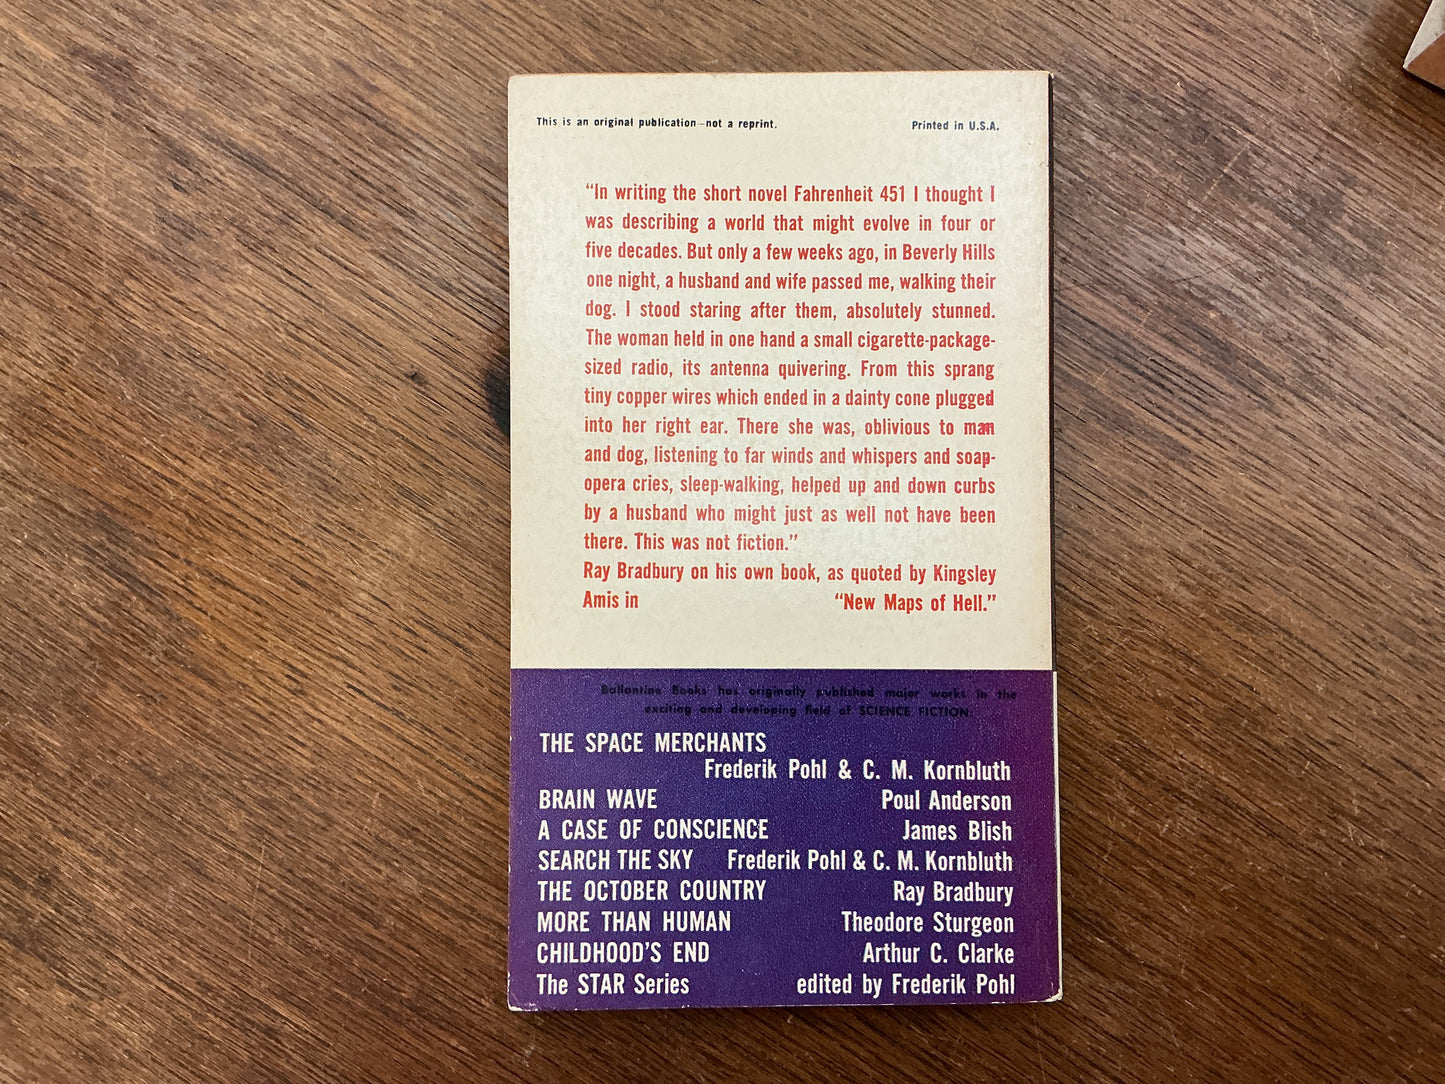 This is an original publication—not a reprint. Printed in U.S.A.
"In writing the short novel Fahrenheit 451 I thought I
was describing a world that might evolve in four or
five decades. But only a few weeks ago, in Beverly Hills
one night, a husband and wife passed me, walking their
dog. I stood staring after them, absolutely stunned.
The woman held in one hand a small cigarette-package-
sized radio, its antenna quivering. From this sprang
tiny copper wires which ended in a dainty cone plugged
into her right ear. There she was, oblivious to man
and dog, listening to far winds and whispers and soap-
opera cries, sleep-walking, helped up and down curbs
by a husband who might just as well not have been
there. This was not fiction."
Ray Bradbury on his own book, as quoted by Kingsley
Amis in "New Maps of Hell."
Ballantine Books has originally published major works in the
exciting and developing field of SCIENCE FICTION:
THE SPACE MERCHANTS
Frederik Pohl & C. M. Kornbluth
BRAIN WAVE Poul Anderson
A CASE OF CONSCIENCE James Blish
SEARCH THE SKY Frederik Pohl & C. M. Kornbluth
THE OCTOBER COUNTRY Ray Bradbury
MORE THAN HUMAN Theodore Sturgeon
CHILDHOOD'S END Arthur C. Clarke
The STAR Series edited by Frederik Pohl